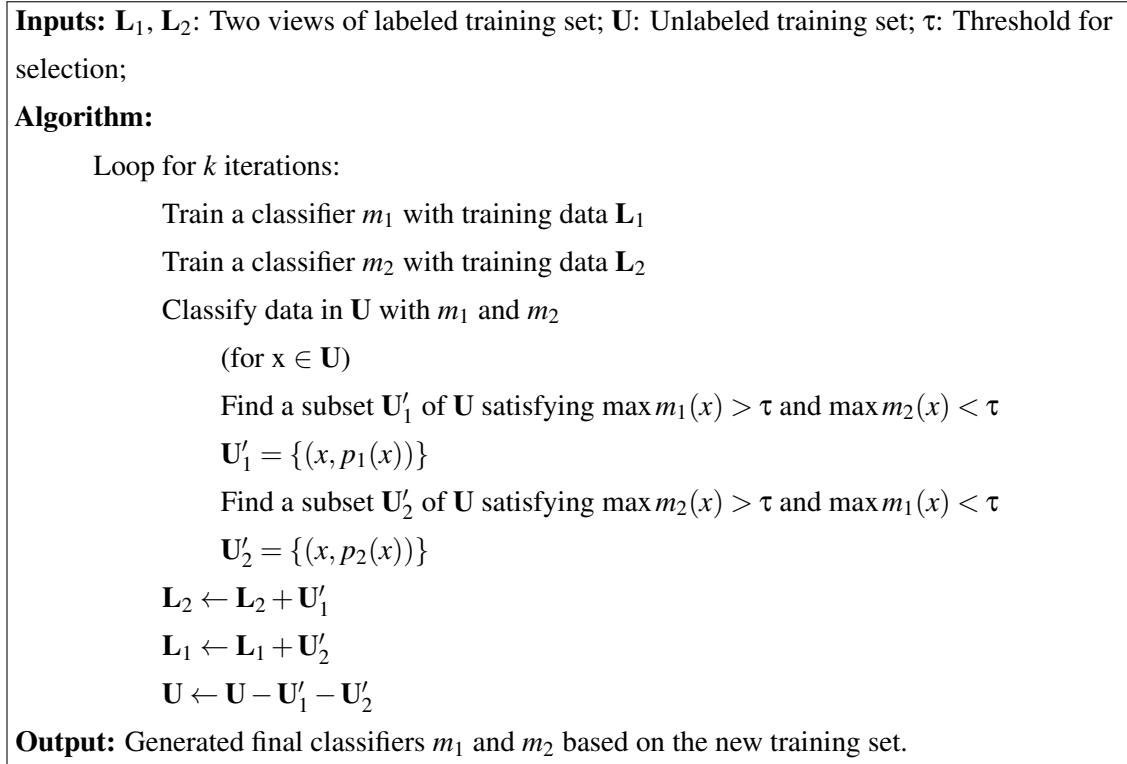 Inputs: L₁, L₂: Two views of labeled training set; U: Unlabeled training set; τ: Threshold for
selection;
Algorithm:
Loop for k iterations:
Train a classifier m₁ with training data L₁
Train a classifier m₂ with training data L₂
Classify data in U with m₁ and m₂
(for x ∈ U)
Find a subset U′₁ of U satisfying max m₁(x) > τ and max m₂(x) < τ
U′₁ = {(x, p₁(x))}
Find a subset U′₂ of U satisfying max m₂(x) > τ and max m₁(x) < τ
U′₂ = {(x, p₂(x))}
L₂ ← L₂ + U′₁
L₁ ← L₁ + U′₂
U ← U − U′₁ − U′₂
Output: Generated final classifiers m₁ and m₂ based on the new training set.